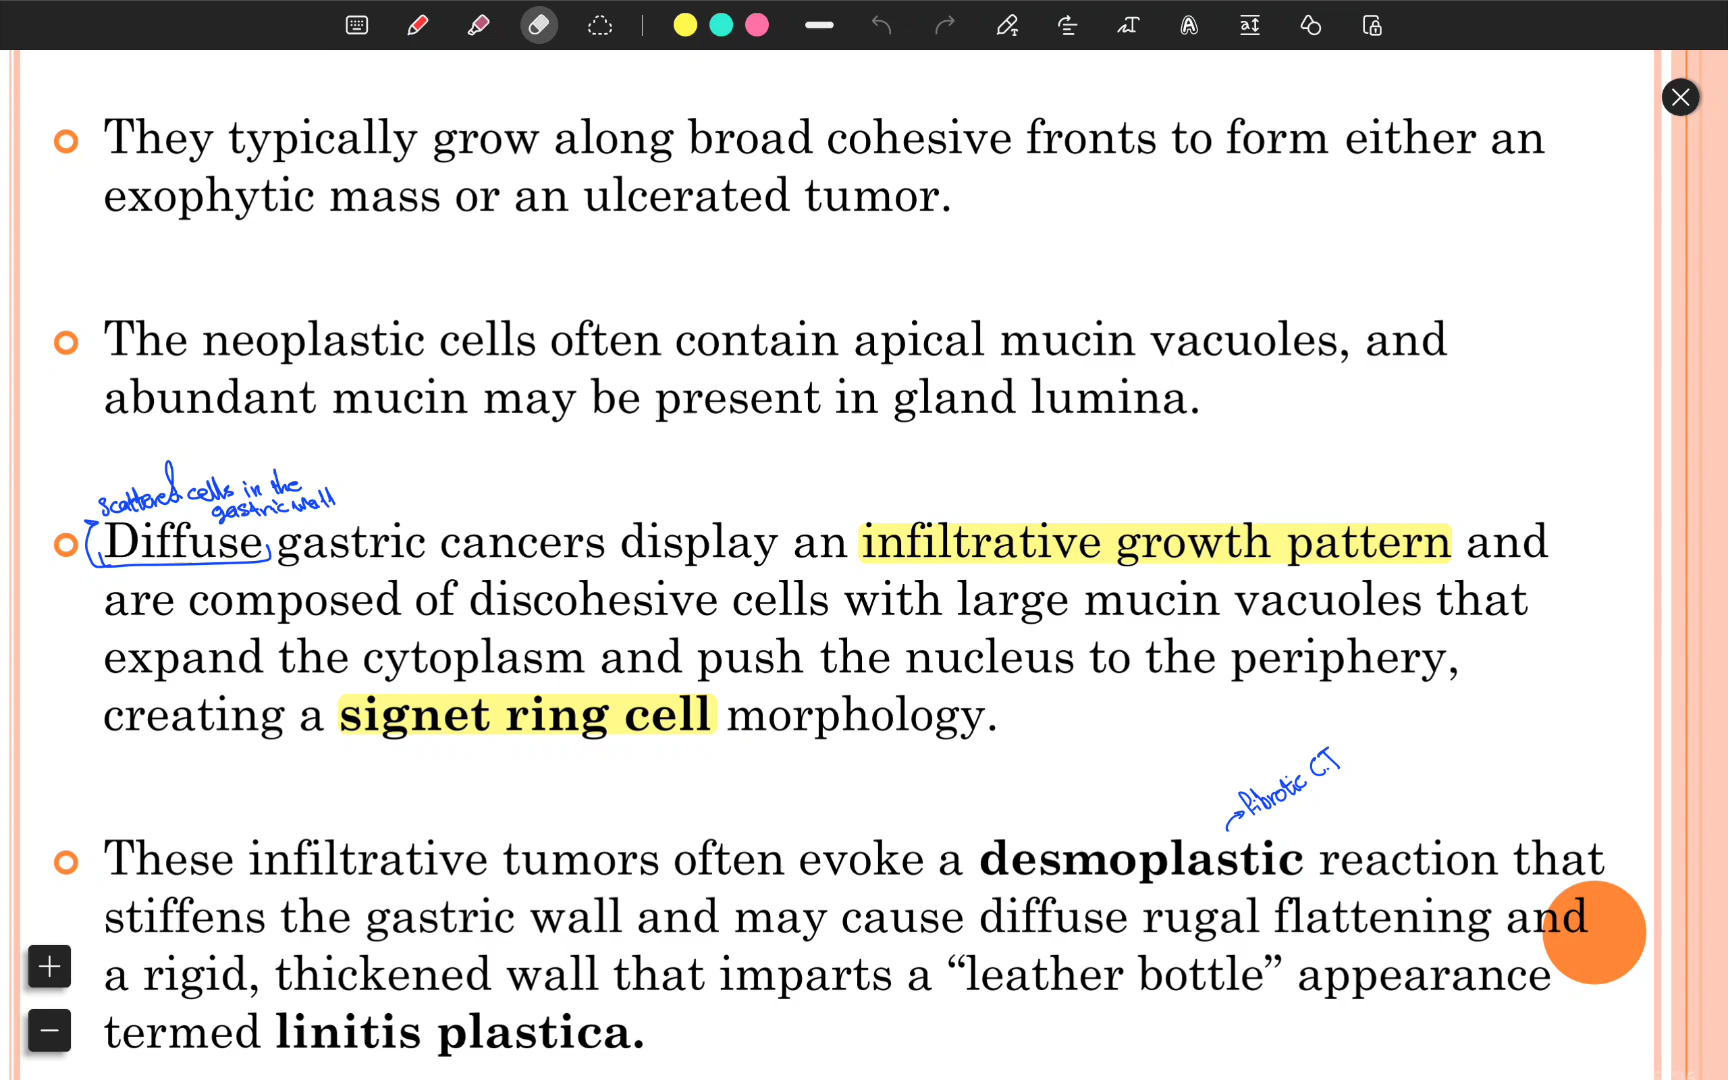 They typically grow along broad cohesive fronts to form either an
exophytic mass or an ulcerated tumor.
The neoplastic cells often contain apical mucin vacuoles, and
abundant mucin may be present in gland lumina.
scattered cells in the
gastric wall
Diffuse gastric cancers display an infiltrative growth pattern and
are composed of discohesive cells with large mucin vacuoles that
expand the cytoplasm and push the nucleus to the periphery,
creating a signet ring cell morphology.
→ fibrotic C.T
These infiltrative tumors often evoke a desmoplastic reaction that
stiffens the gastric wall and may cause diffuse rugal flattening and
a rigid, thickened wall that imparts a “leather bottle” appearance
termed linitis plastica.